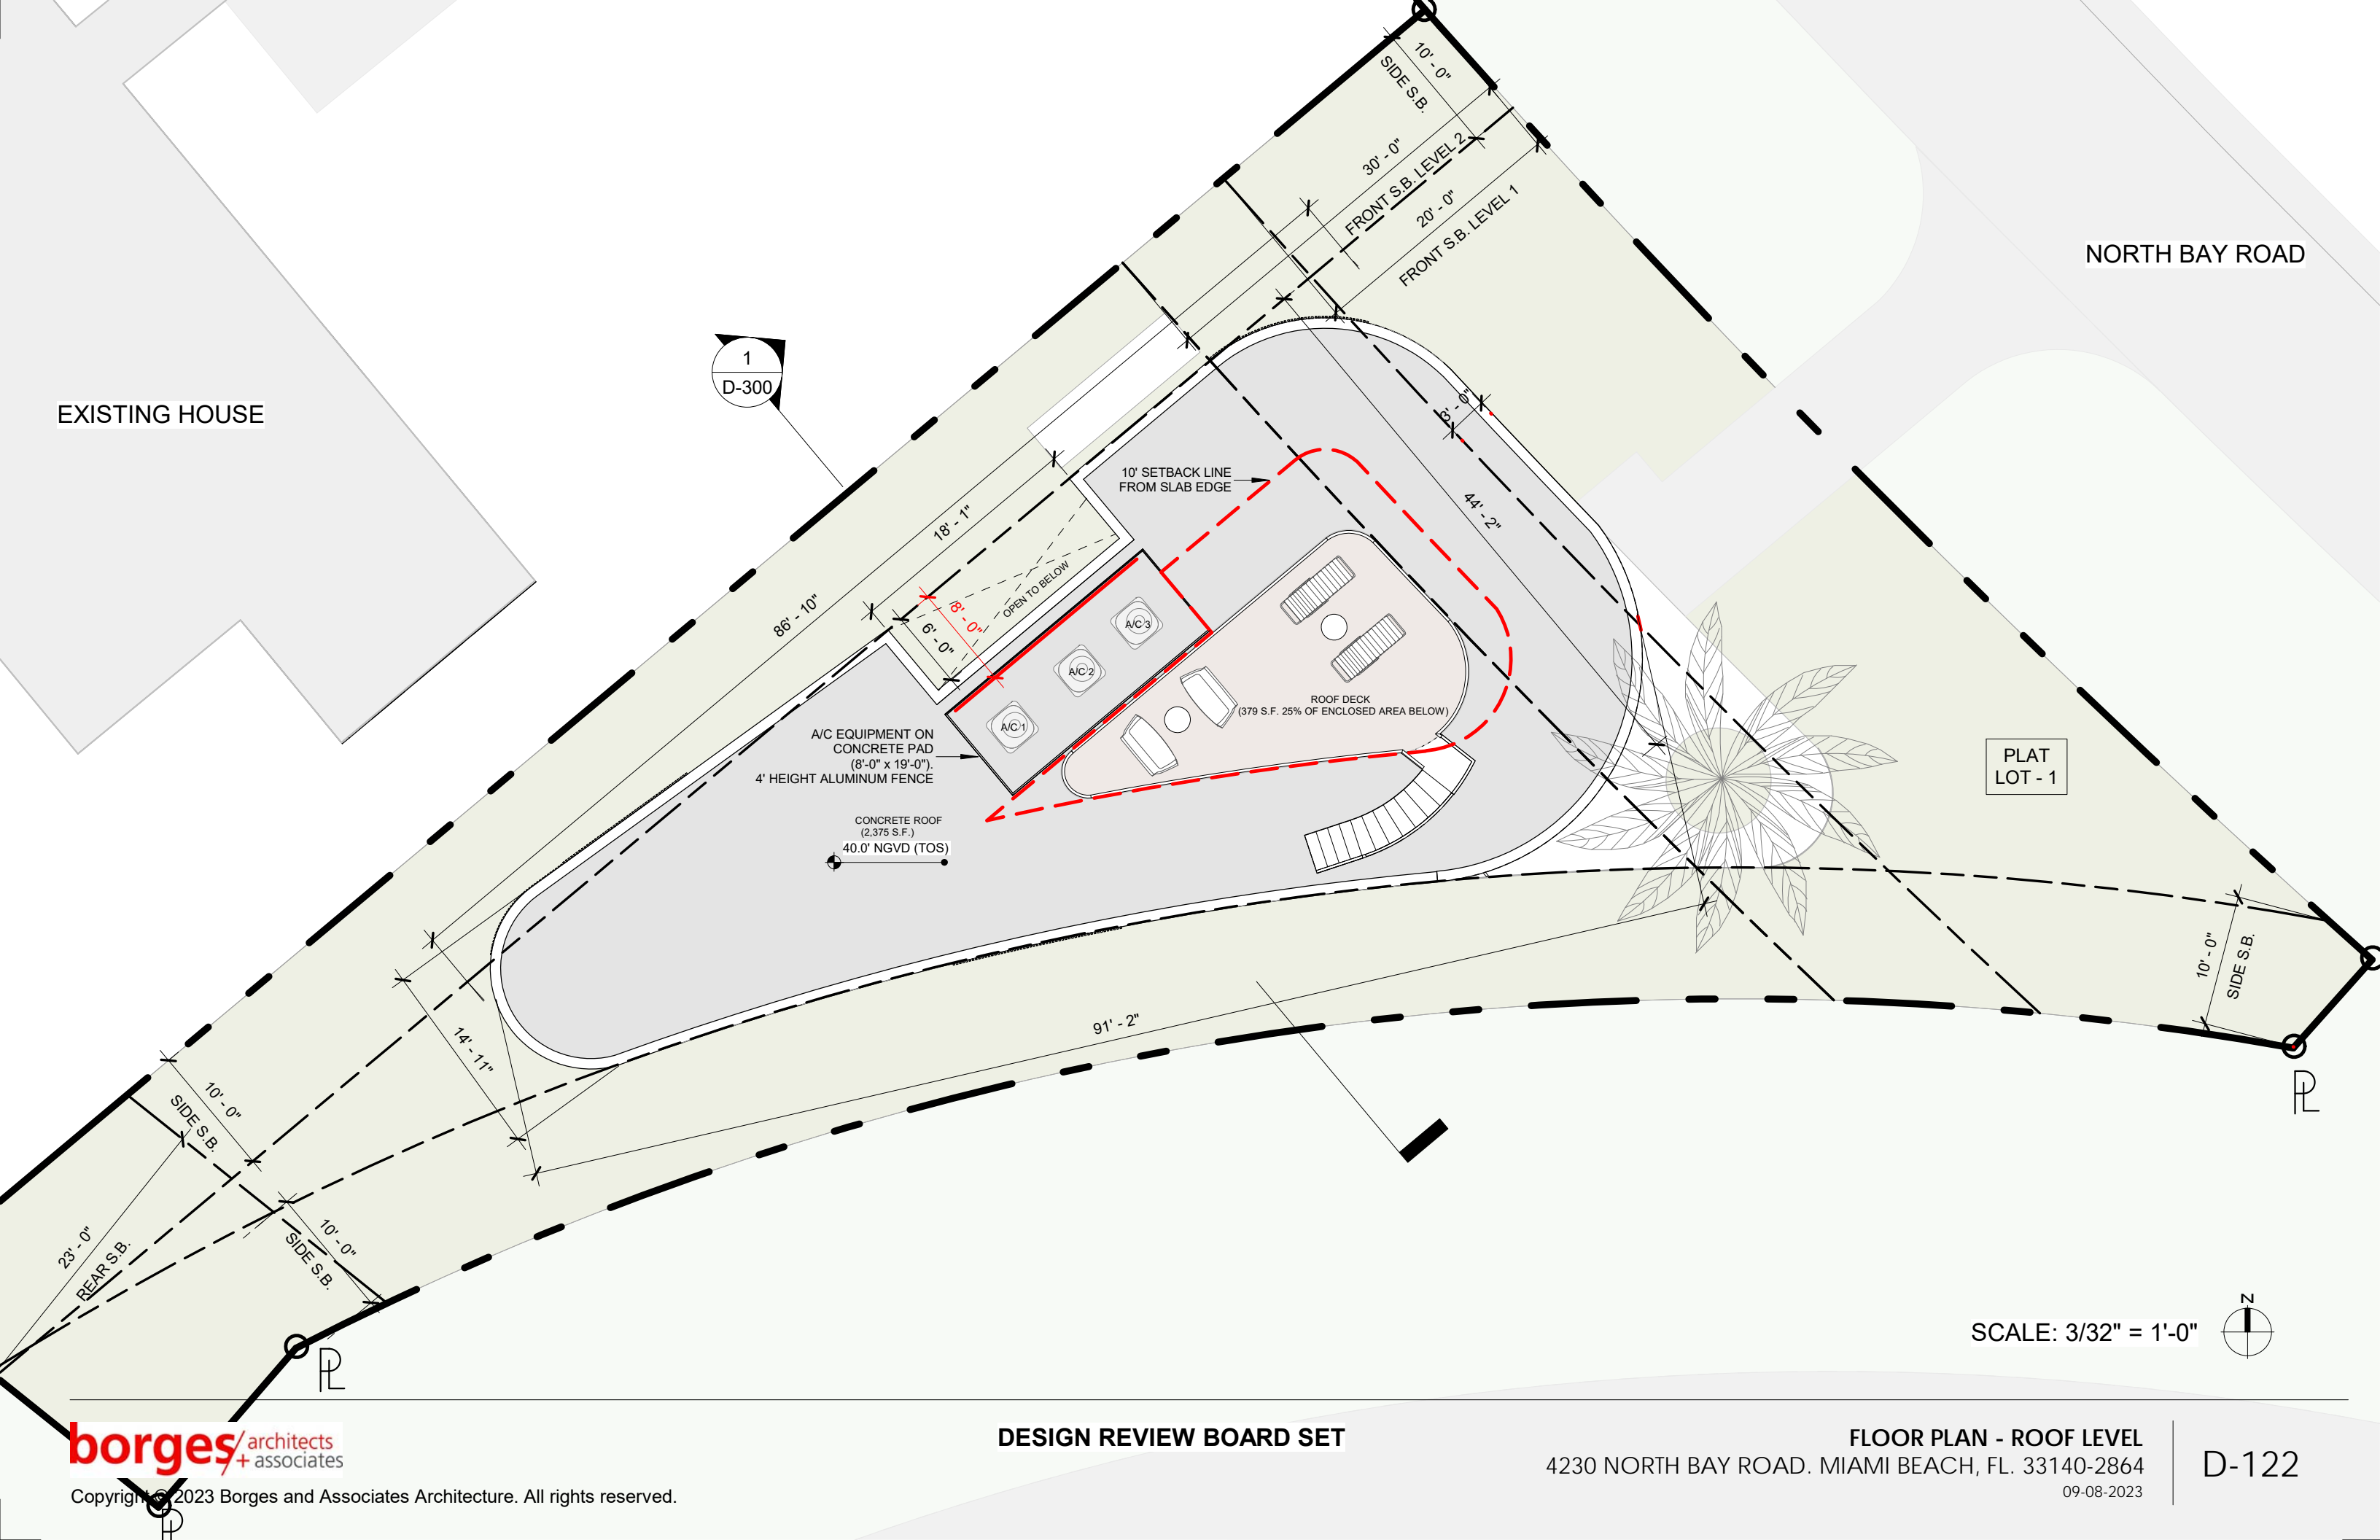 10' - 0"
SIDE S.B.
30' - 0"
FRONT S.B. LEVEL 2
20' - 0"
FRONT S.B. LEVEL 1
NORTH BAY ROAD
EXISTING HOUSE
1
D-300
3' - 0"
10' SETBACK LINE
FROM SLAB EDGE
44' - 2"
18' - 1"
86' - 10"
OPEN TO BELOW
8' - 0"
6' - 0"
A/C 3
A/C 2
A/C 1
ROOF DECK
(379 S.F. 25% OF ENCLOSED AREA BELOW)
A/C EQUIPMENT ON
CONCRETE PAD
(8'-0" x 19'-0").
4' HEIGHT ALUMINUM FENCE
PLAT
LOT - 1
CONCRETE ROOF
(2,375 S.F.)
40.0' NGVD (TOS)
10' - 0"
SIDE S.B.
14' - 11"
91' - 2"
10' - 0"
SIDE S.B.
10' - 0"
SIDE S.B.
23' - 0"
REAR S.B.
PL
PL
PL
SCALE: 3/32" = 1'-0"
N
borges/architects
+associates
DESIGN REVIEW BOARD SET
FLOOR PLAN - ROOF LEVEL
4230 NORTH BAY ROAD. MIAMI BEACH, FL. 33140-2864
09-08-2023
D-122
Copyright © 2023 Borges and Associates Architecture. All rights reserved.